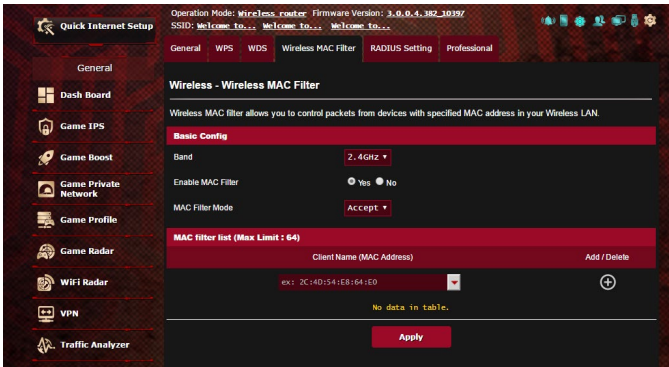 Quick Internet Setup
General
Dash Board
Game IPS
Game Boost
Game Private
Network
Game Profile
Game Radar
WiFi Radar
VPN
Traffic Analyzer
Operation Mode: Wireless router Firmware Version: 3.0.0.4.382_10397
SSID: Welcome to... Welcome to... Welcome to...
General WPS WDS Wireless MAC Filter RADIUS Setting Professional
Wireless - Wireless MAC Filter
Wireless MAC filter allows you to control packets from devices with specified MAC address in your Wireless LAN.
Basic Config
Band 2.4GHz
Enable MAC Filter Yes No
MAC Filter Mode Accept
MAC filter list (Max Limit : 64)
Client Name (MAC Address) Add / Delete
ex: 2C:4D:54:E8:64:E0
No data in table.
Apply